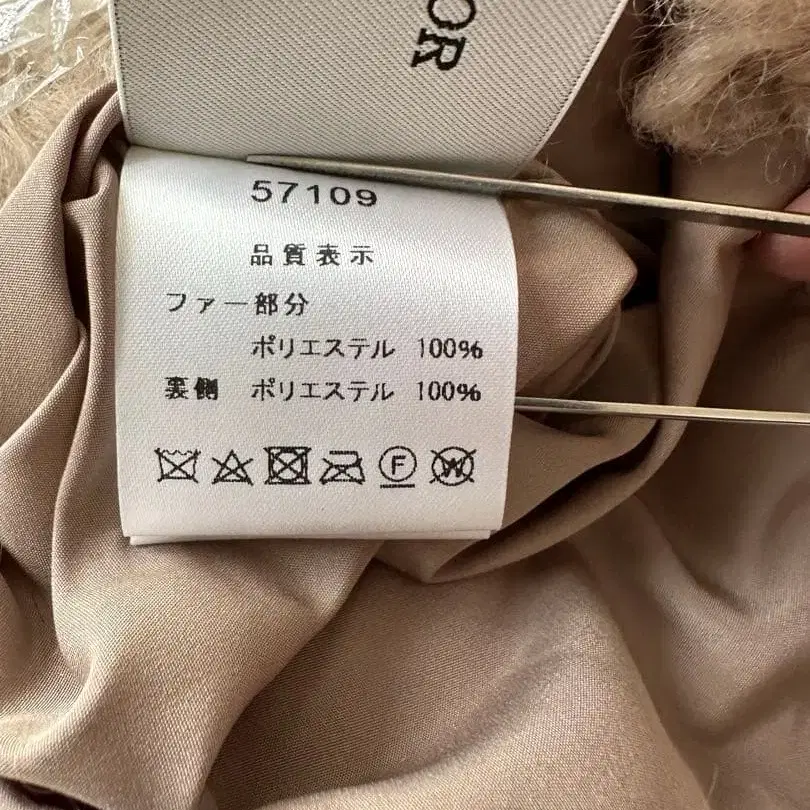 OR
57109
品質表示
ファー部分
ポリエステル 100%
裏側 ポリエステル 100%
F W